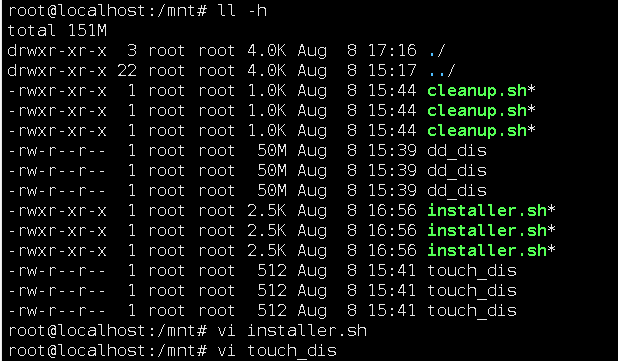 root@localhost:/mnt# ll -h
total 151M
drwxr-xr-x  3 root root 4.0K Aug  8 17:16 ./
drwxr-xr-x 22 root root 4.0K Aug  8 15:17 ../
-rwxr-xr-x  1 root root 1.0K Aug  8 15:44 cleanup.sh*
-rwxr-xr-x  1 root root 1.0K Aug  8 15:44 cleanup.sh*
-rwxr-xr-x  1 root root 1.0K Aug  8 15:44 cleanup.sh*
-rw-r--r--  1 root root  50M Aug  8 15:39 dd_dis
-rw-r--r--  1 root root  50M Aug  8 15:39 dd_dis
-rw-r--r--  1 root root  50M Aug  8 15:39 dd_dis
-rwxr-xr-x  1 root root 2.5K Aug  8 16:56 installer.sh*
-rwxr-xr-x  1 root root 2.5K Aug  8 16:56 installer.sh*
-rwxr-xr-x  1 root root 2.5K Aug  8 16:56 installer.sh*
-rw-r--r--  1 root root  512 Aug  8 15:41 touch_dis
-rw-r--r--  1 root root  512 Aug  8 15:41 touch_dis
-rw-r--r--  1 root root  512 Aug  8 15:41 touch_dis
root@localhost:/mnt# vi installer.sh
root@localhost:/mnt# vi touch_dis